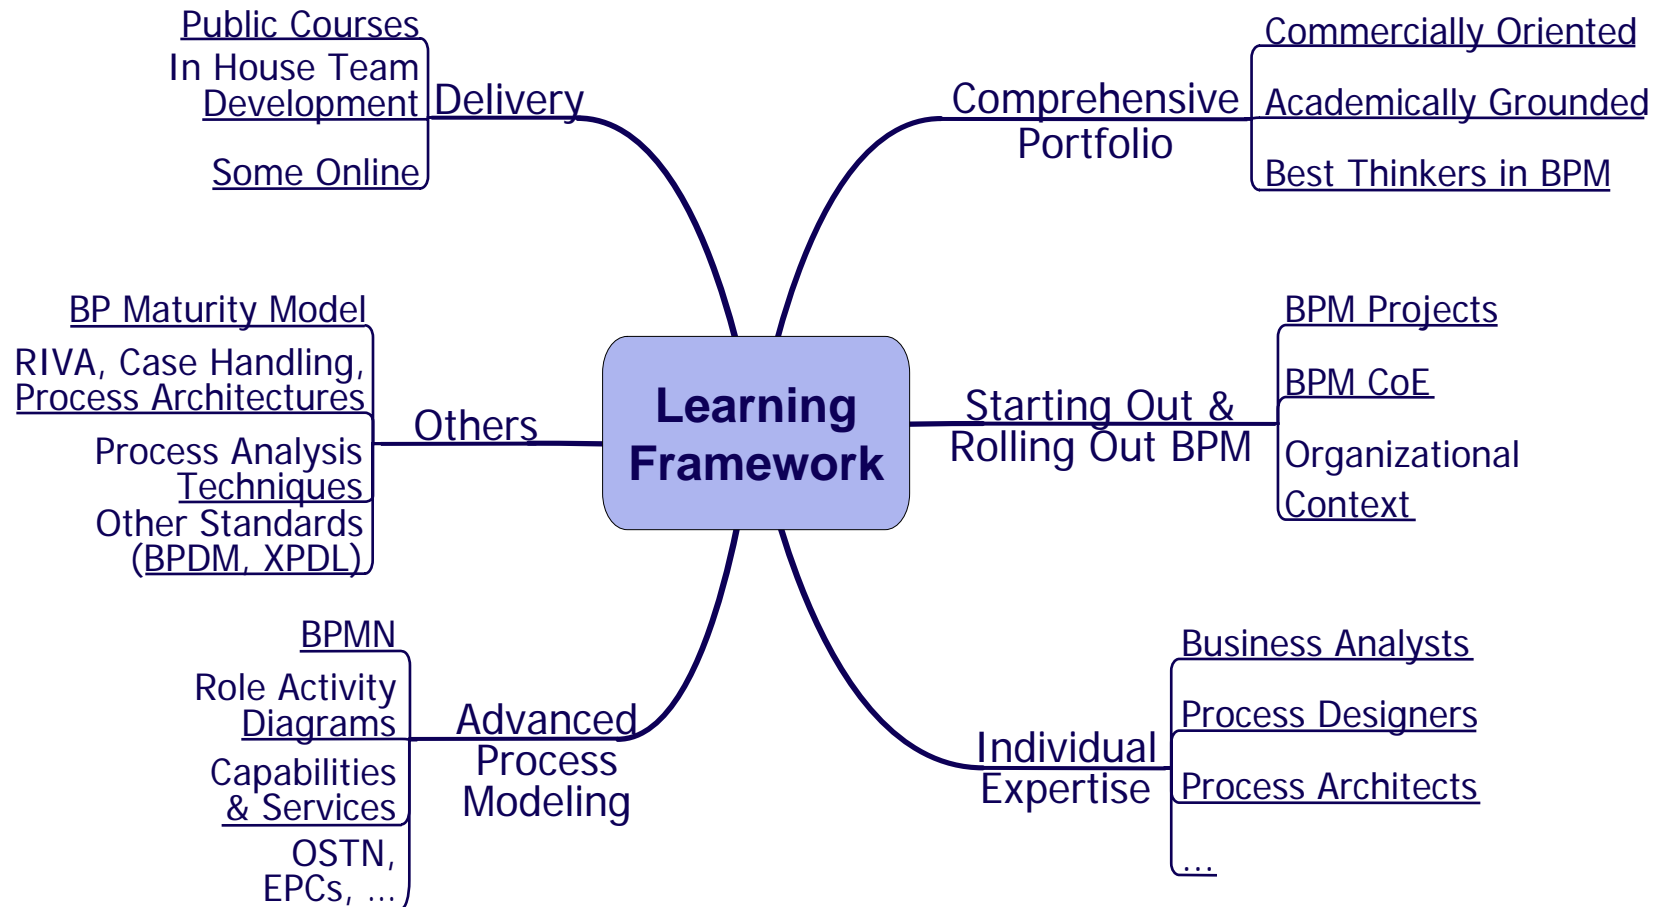 Public Courses
In House Team
Development
Some Online
Delivery
Comprehensive
Portfolio
Commercially Oriented
Academically Grounded
Best Thinkers in BPM
BP Maturity Model
RIVA, Case Handling,
Process Architectures
Process Analysis
Techniques
Other Standards
(BPDM, XPDL)
Others
Learning
Framework
Starting Out &
Rolling Out BPM
BPM Projects
BPM CoE
Organizational
Context
BPMN
Role Activity
Diagrams
Capabilities
& Services
OSTN,
EPCs, ...
Advanced
Process
Modeling
Individual
Expertise
Business Analysts
Process Designers
Process Architects
...